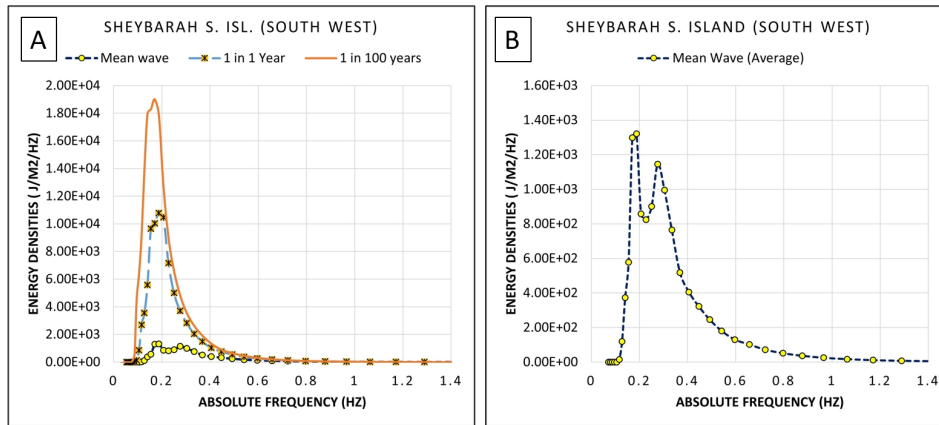 A
SHEYBARAH S. ISL. (SOUTH WEST)
Mean wave
1 in 1 Year
1 in 100 years
2.00E+04
1.80E+04
1.60E+04
1.40E+04
1.20E+04
1.00E+04
8.00E+03
6.00E+03
4.00E+03
2.00E+03
0.00E+00
ENERGY DENSITIES ( J/M2/HZ)
0 0.2 0.4 0.6 0.8 1 1.2 1.4
ABSOLUTE FREQUENCY (HZ)
B
SHEYBARAH S. ISLAND (SOUTH WEST)
Mean Wave (Average)
1.60E+03
1.40E+03
1.20E+03
1.00E+03
8.00E+02
6.00E+02
4.00E+02
2.00E+02
0.00E+00
ENERGY DENSITIES ( J/M2/HZ)
0 0.2 0.4 0.6 0.8 1 1.2 1.4
ABSOLUTE FREQUENCY (HZ)